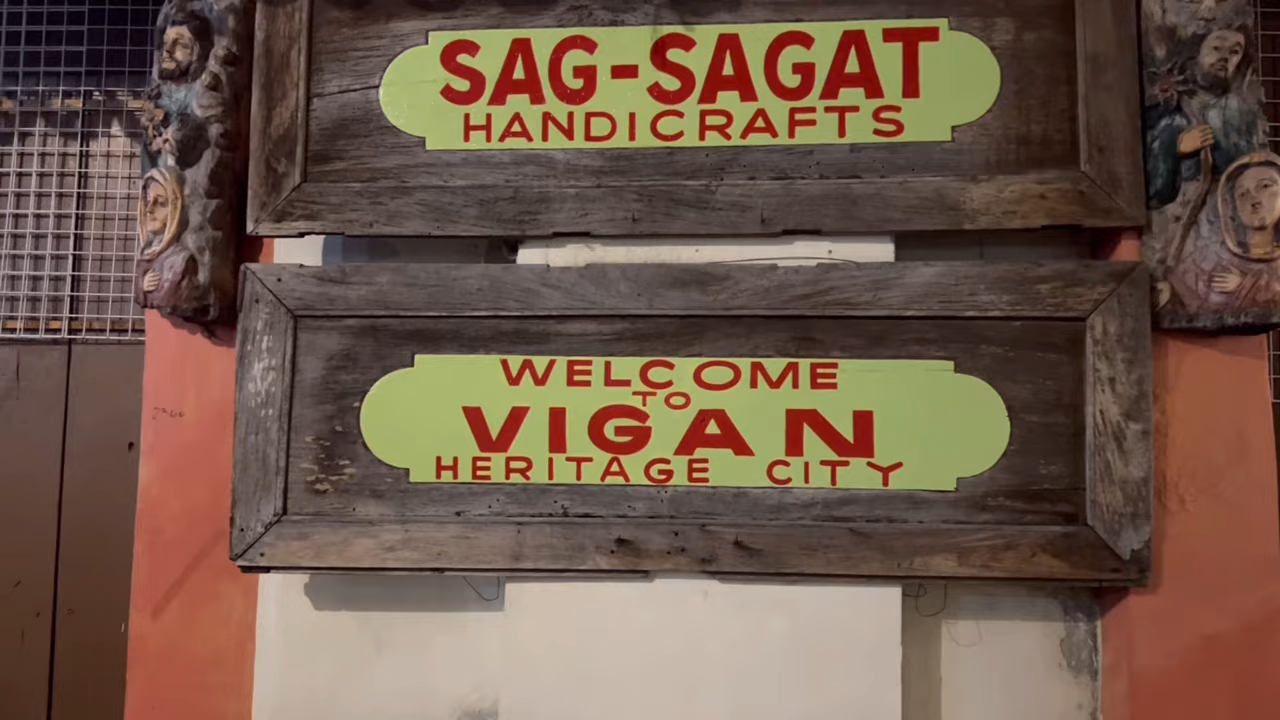 SAG-SAGAT
HANDICRAFTS
WELCOME
TO
VIGAN
HERITAGE CITY